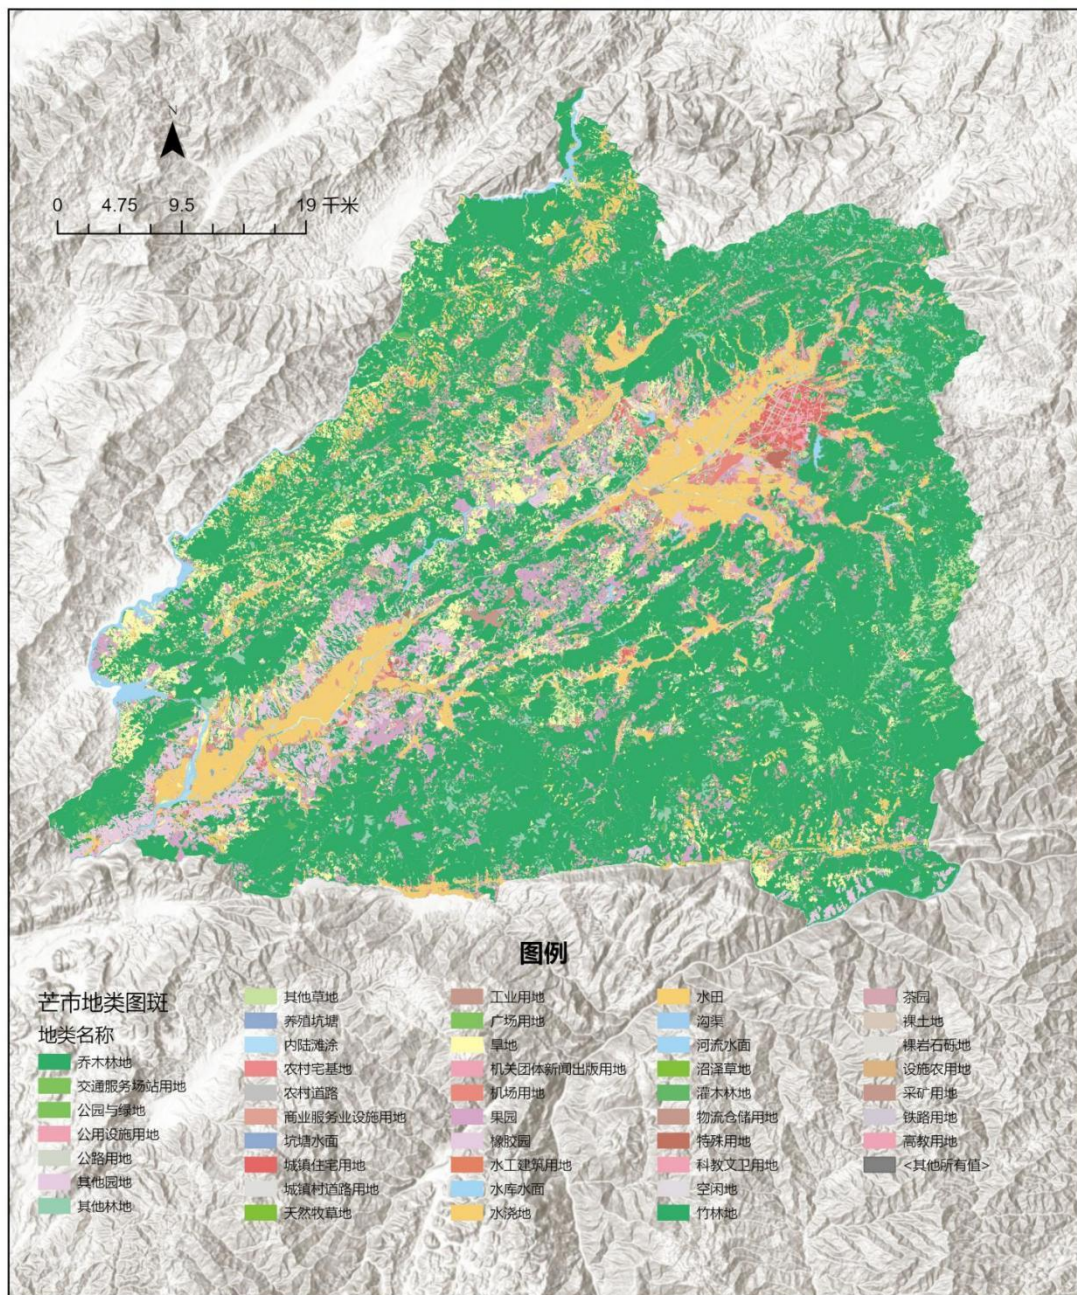 N
0 4.75 9.5 19 千米
图例
芒市地类图斑
地类名称
乔木林地
交通服务场站用地
公园与绿地
公用设施用地
公路用地
其他园地
其他林地
其他草地
养殖坑塘
内陆滩涂
农村宅基地
农村道路
商业服务业设施用地
坑塘水面
城镇住宅用地
城镇村道路用地
天然牧草地
工业用地
广场用地
旱地
机关团体新闻出版用地
机场用地
果园
橡胶园
水工建筑用地
水库水面
水浇地
水田
沟渠
河流水面
沼泽草地
灌木林地
物流仓储用地
特殊用地
科教文卫用地
空闲地
竹林地
茶园
裸土地
裸岩石砾地
设施农用地
采矿用地
铁路用地
高教用地
<其他所有值>